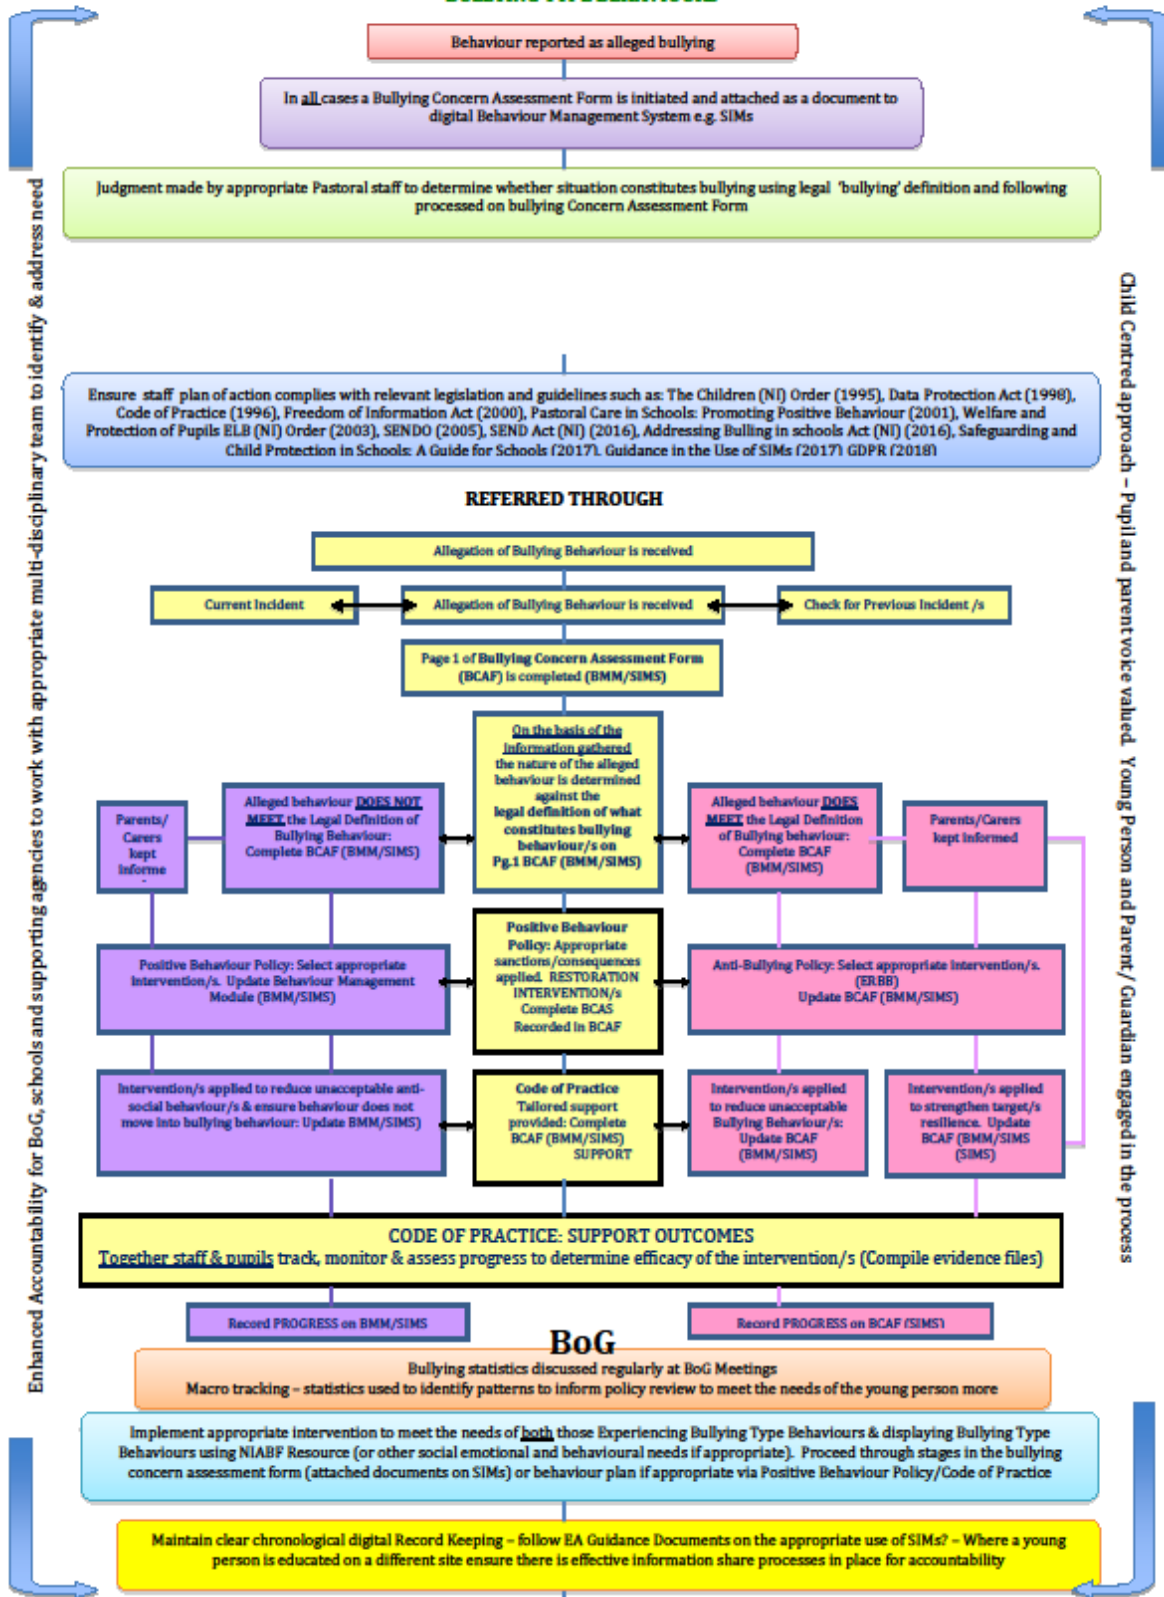 Behaviour reported as alleged bullying
In all cases a Bullying Concern Assessment Form is initiated and attached as a document to
digital Behaviour Management System e.g. SIMs
Judgment made by appropriate Pastoral staff to determine whether situation constitutes bullying using legal 'bullying' definition and following
processed on bullying Concern Assessment Form
Enhanced Accountability for BoG, schools and supporting agencies to work with appropriate multi-disciplinary team to identify & address need
Child Centred approach – Pupil and parent voice valued. Young Person and Parent/ Guardian engaged in the process
Ensure staff plan of action complies with relevant legislation and guidelines such as: The Children (NI) Order (1995), Data Protection Act (1998),
Code of Practice (1996), Freedom of Information Act (2000), Pastoral Care in Schools: Promoting Positive Behaviour (2001), Welfare and
Protection of Pupils ELB (NI) Order (2003), SENDO (2005), SEND Act (NI) (2016), Addressing Bulling in schools Act (NI) (2016), Safeguarding and
Child Protection in Schools: A Guide for Schools (2017). Guidance in the Use of SIMs (2017) GDPR (2018)
REFERRED THROUGH
Allegation of Bullying Behaviour is received
Current Incident
Allegation of Bullying Behaviour is received
Check for Previous Incident /s
Page 1 of Bullying Concern Assessment Form
(BCAF) is completed (BMM/SIMS)
On the basis of the
information gathered
the nature of the alleged
behaviour is determined
against the
legal definition of what
constitutes bullying
behaviour/s on
Pg.1 BCAF (BMM/SIMS)
Parents/
Carers
kept
informe
Alleged behaviour DOES NOT
MEET the Legal Definition of
Bullying Behaviour:
Complete BCAF (BMM/SIMS)
Alleged behaviour DOES
MEET the Legal Definition
of Bullying behaviour:
Complete BCAF
(BMM/SIMS)
Parents/Carers
kept informed
Positive Behaviour Policy: Select appropriate
Intervention/s. Update Behaviour Management
Module (BMM/SIMS)
Positive Behaviour
Policy: Appropriate
sanctions/consequences
applied. RESTORATION
INTERVENTION/s
Complete BCAS
Recorded in BCAF
Anti-Bullying Policy: Select appropriate Intervention/s.
(ERBB)
Update BCAF (BMM/SIMS)
Intervention/s applied to reduce unacceptable anti-
social behaviour/s & ensure behaviour does not
move into bullying behaviour: Update BMM/SIMS)
Code of Practice
Tailored support
provided: Complete
BCAF (BMM/SIMS)
SUPPORT
Intervention/s applied
to reduce unacceptable
Bullying Behaviour/s:
Update BCAF
(BMM/SIMS)
Intervention/s applied
to strengthen target/s
resilience. Update
BCAF (BMM/SIMS
(SIMS)
CODE OF PRACTICE: SUPPORT OUTCOMES
Together staff & pupils track, monitor & assess progress to determine efficacy of the intervention/s (Compile evidence files)
Record PROGRESS on BMM/SIMS
Record PROGRESS on BCAF (SIMS)
BoG
Bullying statistics discussed regularly at BoG Meetings
Macro tracking – statistics used to identify patterns to inform policy review to meet the needs of the young person more
Implement appropriate intervention to meet the needs of both those Experiencing Bullying Type Behaviours & displaying Bullying Type
Behaviours using NIABF Resource (or other social emotional and behavioural needs if appropriate). Proceed through stages in the bullying
concern assessment form (attached documents on SIMs) or behaviour plan if appropriate via Positive Behaviour Policy/Code of Practice
Maintain clear chronological digital Record Keeping – follow EA Guidance Documents on the appropriate use of SIMs? – Where a young
person is educated on a different site ensure there is effective information share processes in place for accountability